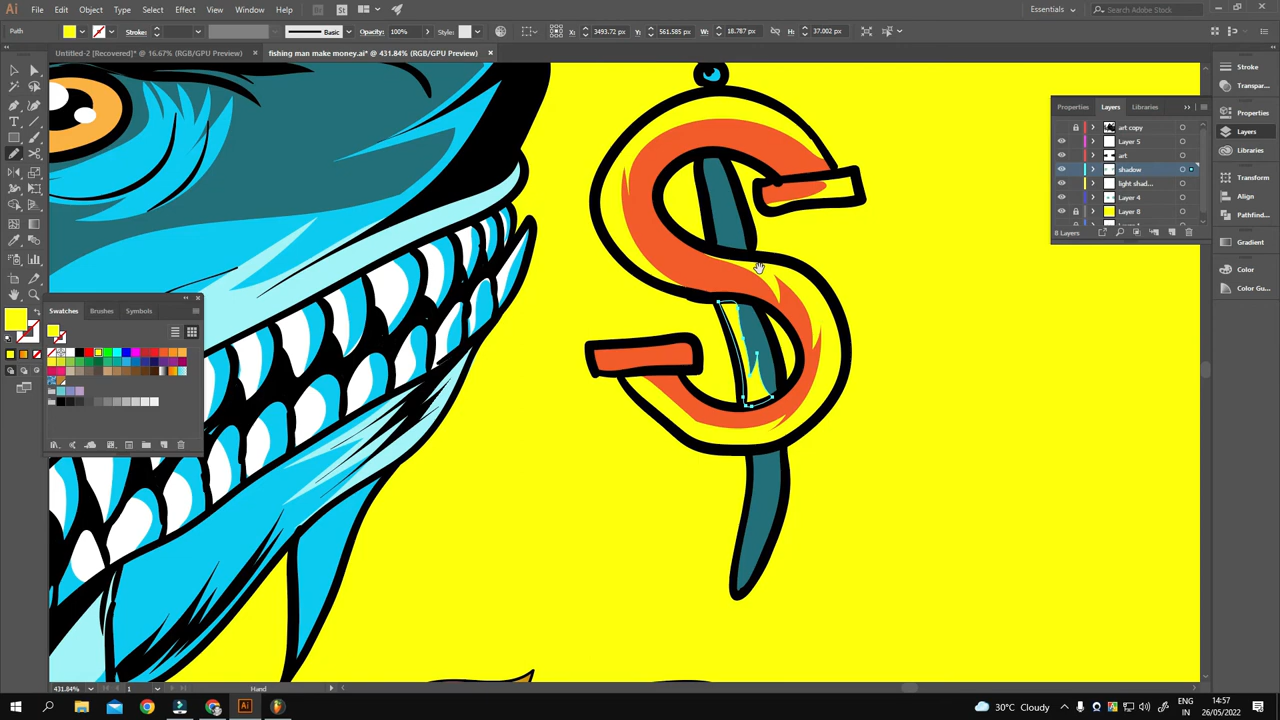 Ai File Edit Object Type Select Effect View Window Help Br St Essentials Search Adobe Stock
Path Stroke: Basic Opacity: 100% Style: X: 3493.72 px Y: 561.585 px W: 18.787 px H: 37.002 px
Untitled-2 [Recovered]* @ 16.67% (RGB/GPU Preview) × fishing man make money.ai* @ 431.84% (RGB/GPU Preview) ×
Stroke
Transpar...
Properties Layers Libraries
Properties
art copy
Layer 5
Layers
art
Libraries
shadow
Transform
light shad...
Layer 4
Align
Layer 8
Pathfind...
8 Layers
Gradient
Color
Color Gu...
Swatches Brushes Symbols
431.84% 1 Hand
Ai 30°C Cloudy ENG IN 14:57 26/05/2022